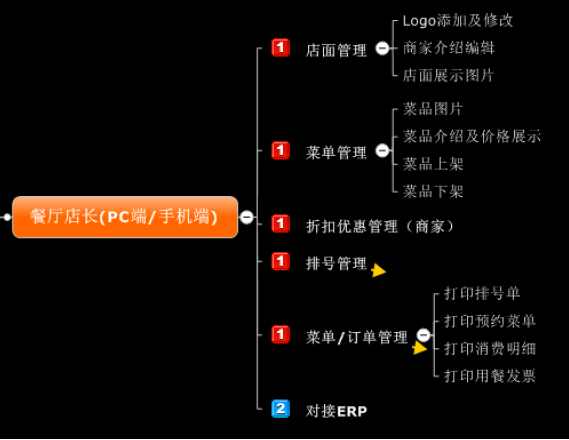 Logo添加及修改
1 店面管理
商家介绍编辑
店面展示图片
菜品图片
菜品介绍及价格展示
1 菜单管理
菜品上架
菜品下架
餐厅店长(PC端/手机端)
1 折扣优惠管理（商家）
1 排号管理
打印排号单
打印预约菜单
1 菜单/订单管理
打印消费明细
打印用餐发票
2 对接ERP